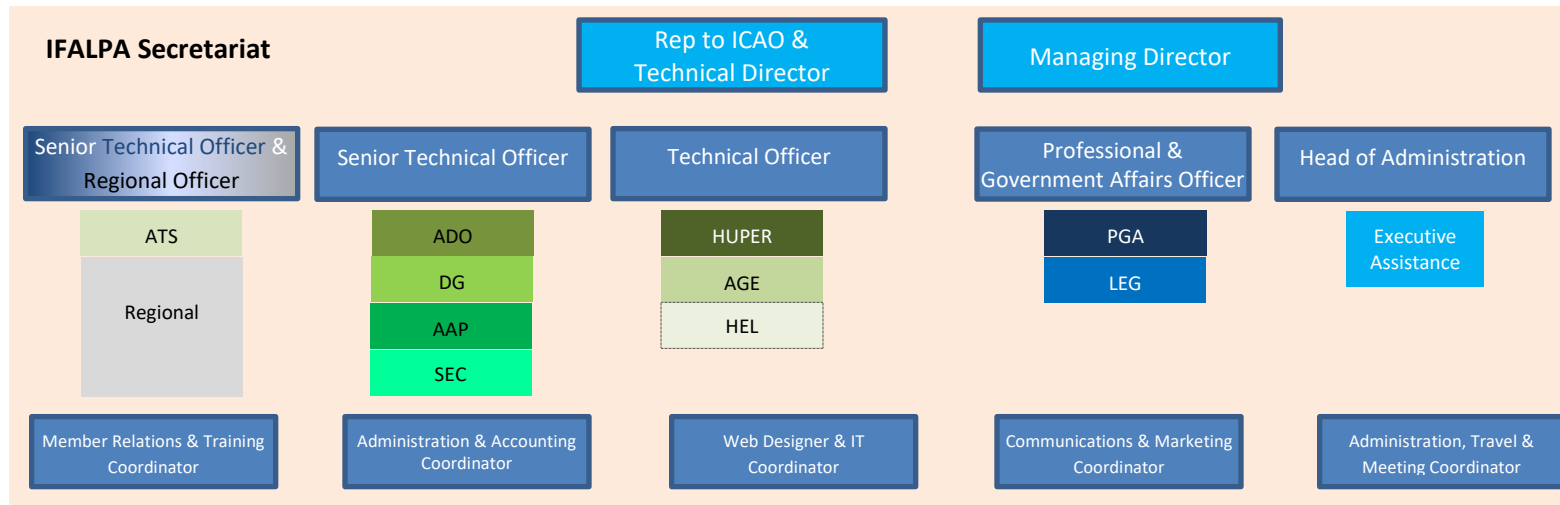 IFALPA Secretariat
Rep to ICAO &
Technical Director
Managing Director
Senior Technical Officer &
Regional Officer
Senior Technical Officer
Technical Officer
Professional &
Government Affairs Officer
Head of Administration
ATS
Regional
ADO
DG
AAP
SEC
HUPER
AGE
HEL
PGA
LEG
Executive
Assistance
Member Relations & Training
Coordinator
Administration & Accounting
Coordinator
Web Designer & IT
Coordinator
Communications & Marketing
Coordinator
Administration, Travel &
Meeting Coordinator